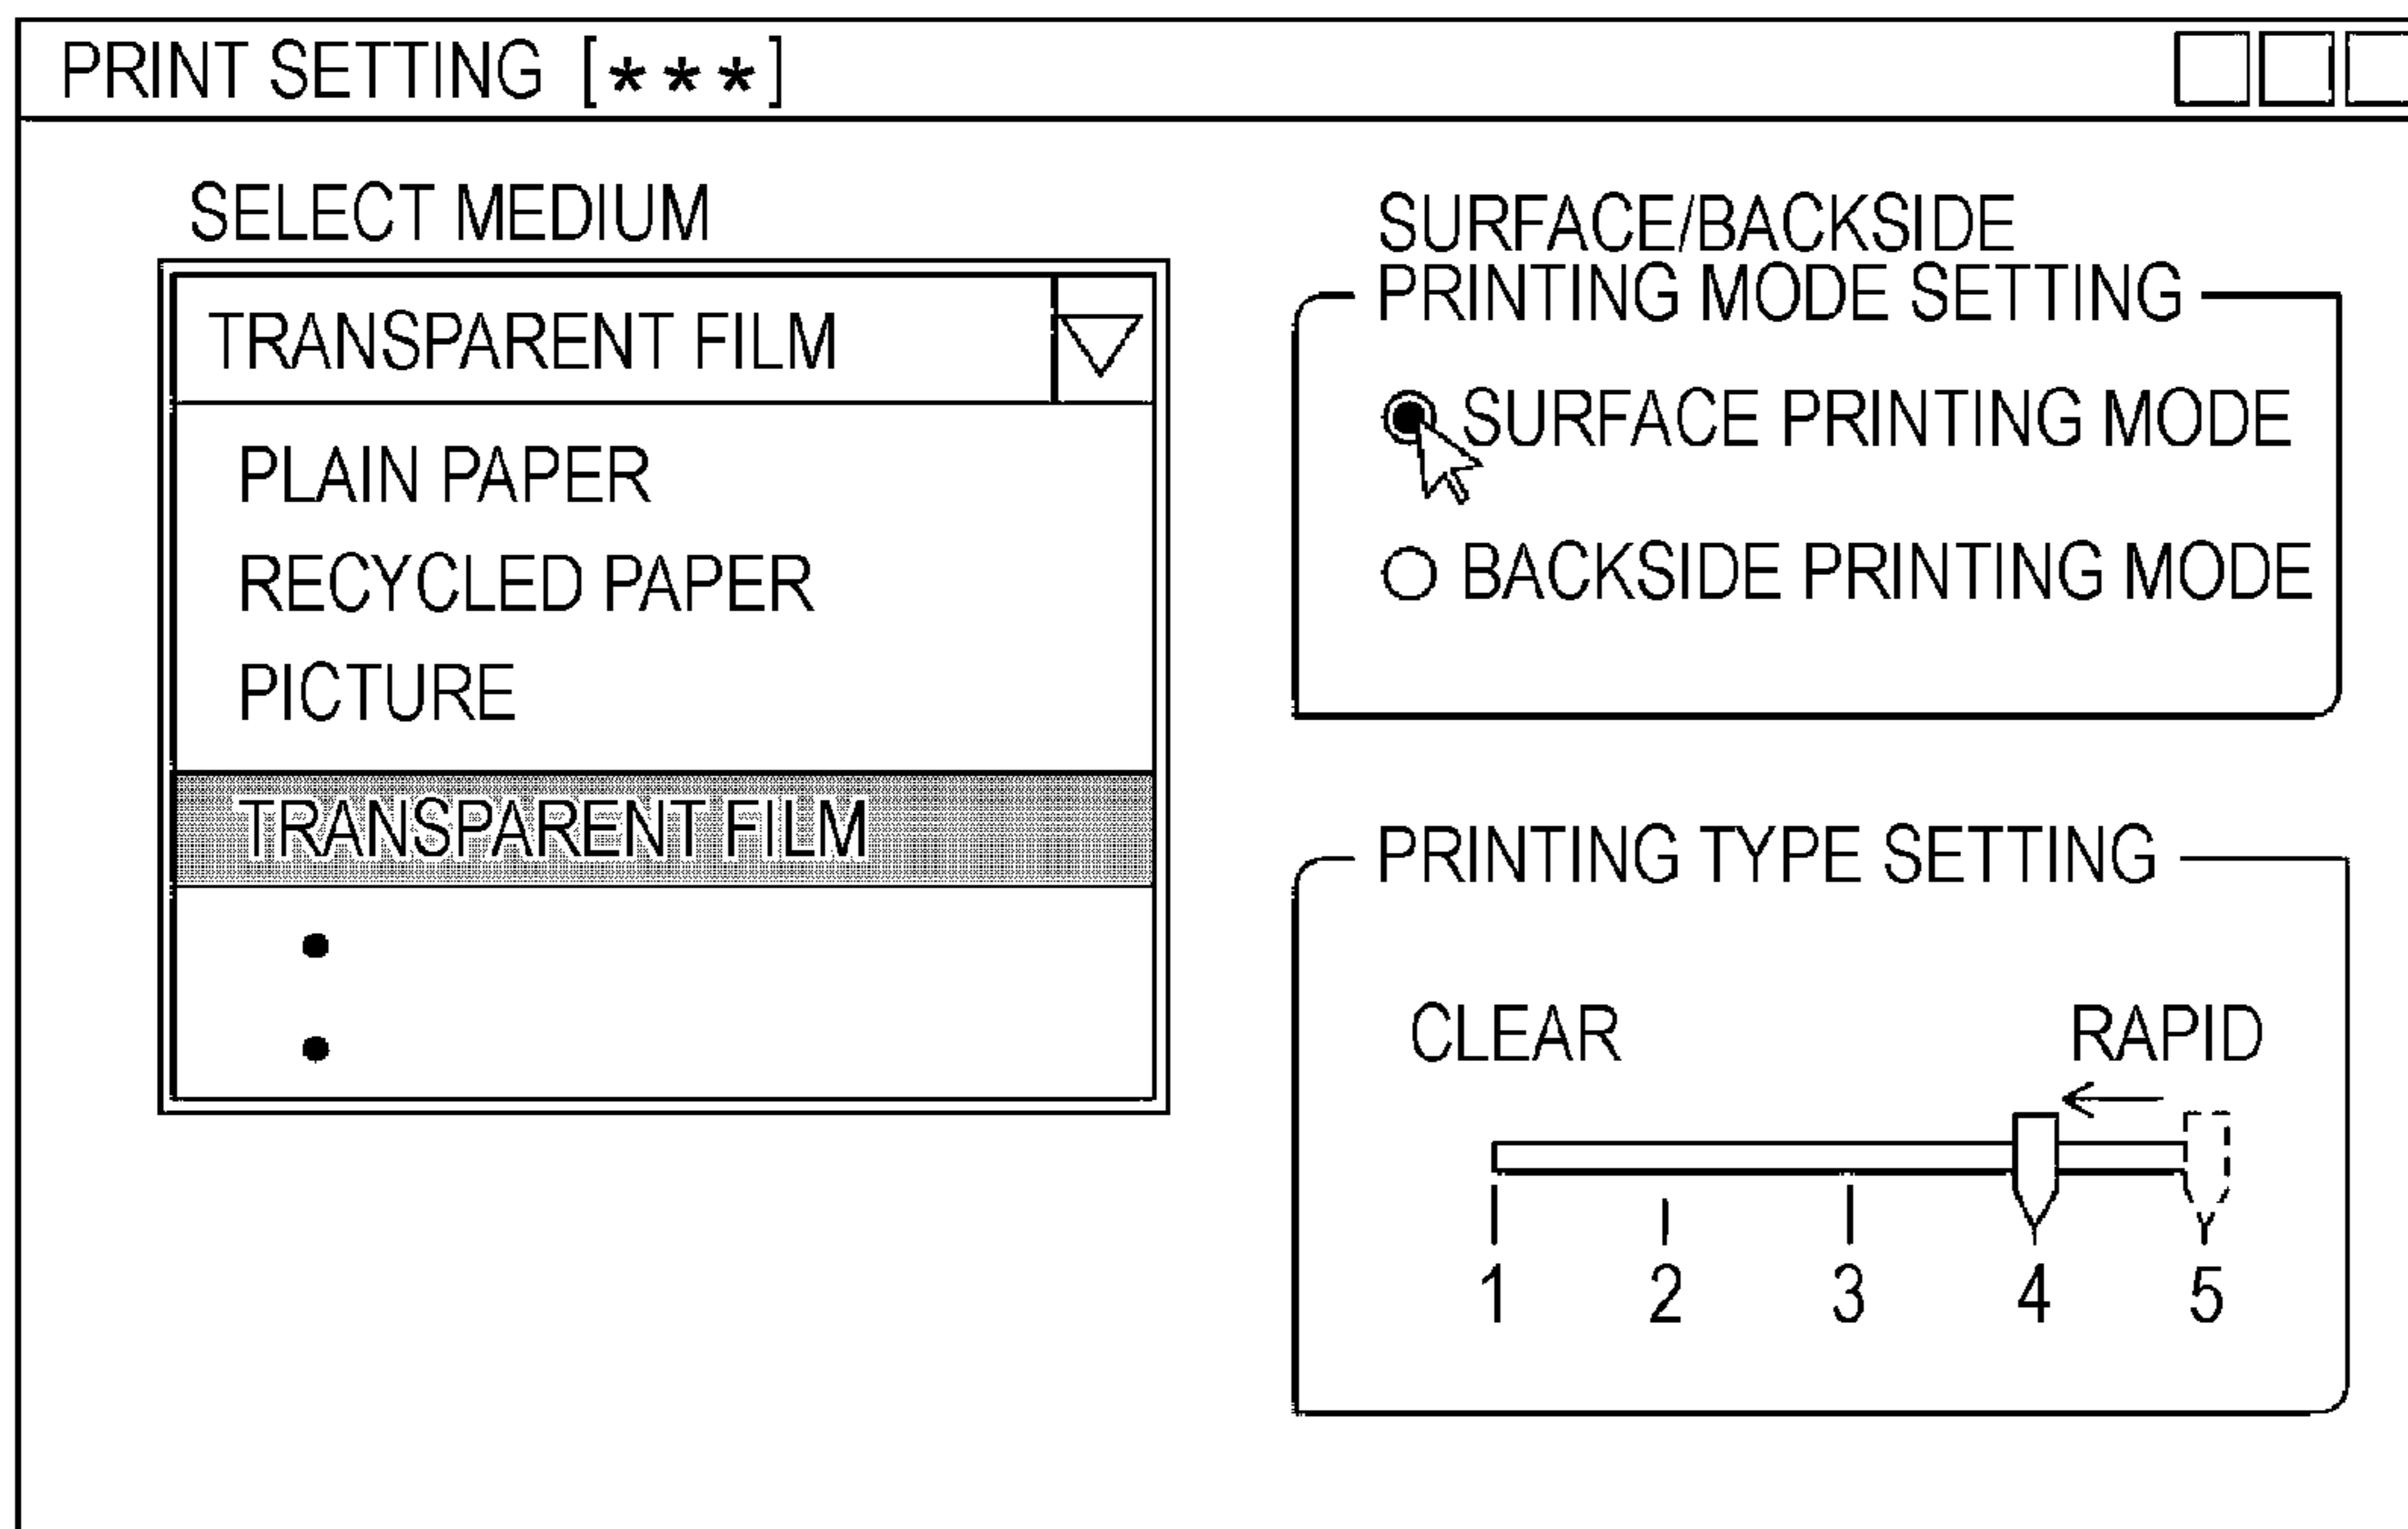 PRINT SETTING [***]
SELECT MEDIUM
TRANSPARENT FILM
PLAIN PAPER
RECYCLED PAPER
PICTURE
TRANSPARENT FILM
SURFACE/BACKSIDE
PRINTING MODE SETTING
SURFACE PRINTING MODE
BACKSIDE PRINTING MODE
PRINTING TYPE SETTING
CLEAR RAPID
1 2 3 4 5